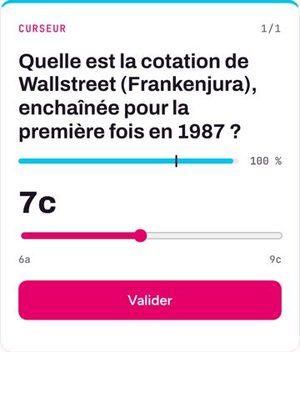 CURSEUR 1/1
Quelle est la cotation de
Wallstreet (Frankenjura),
enchaînée pour la
première fois en 1987 ?
100 %
7c
6a 9c
Valider